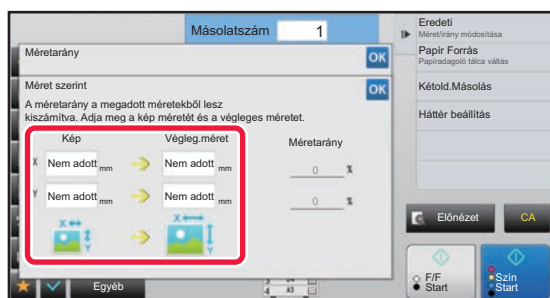 Másolatszám 1
Méretarány OK
Méret szerint OK
A méretarány a megadott méretekből lesz
kiszámítva. Adja meg a kép méretét és a végleges méretet.
Kép Végleg.méret Méretarány
X Nem adott mm Nem adott mm 0 %
Y Nem adott mm Nem adott mm 0 %
X Y X Y
Egyéb
Eredeti
Méret/irány módosítása
Papír Forrás
Papíradagoló tálca váltás
Kétold.Másolás
Háttér beállítás
Előnézet CA
F/F
Start
Szín
Start